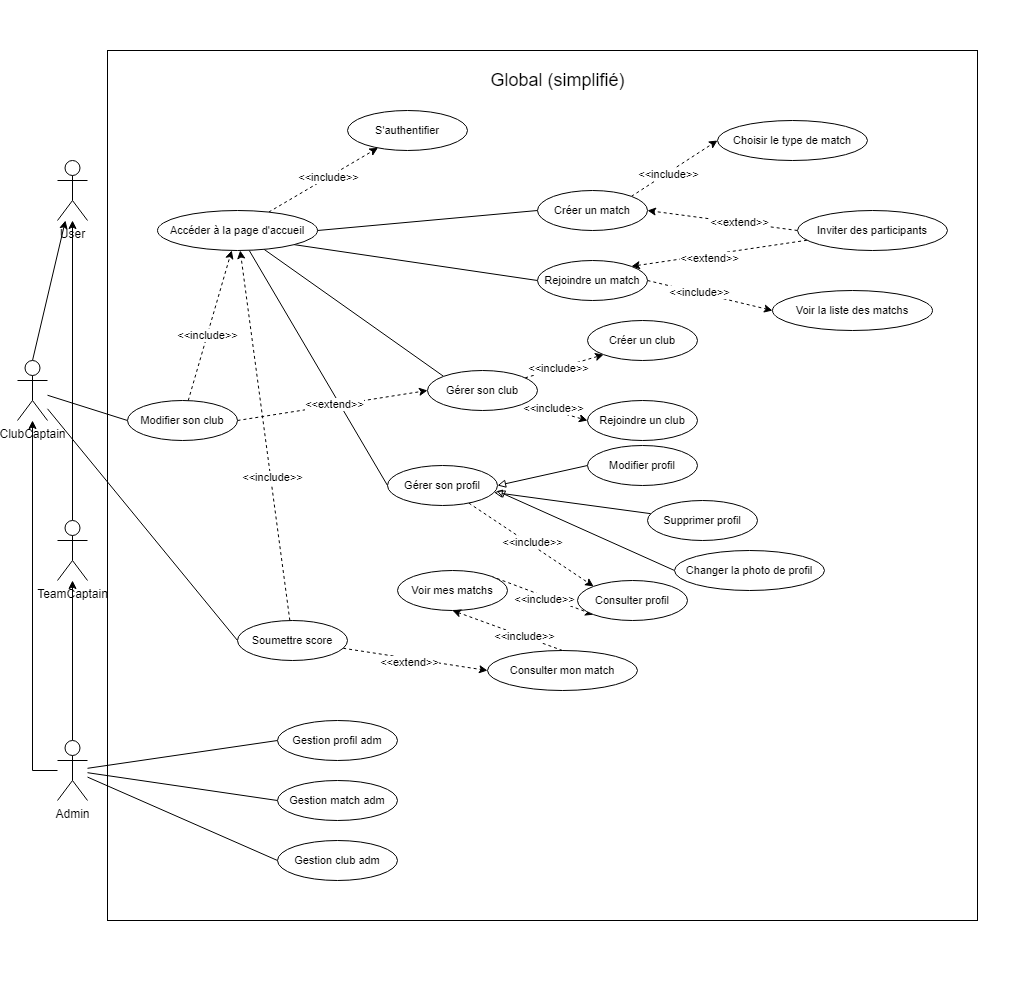 Global (simplifié)
S'authentifier
Choisir le type de match
<<include>>
<<include>>
Créer un match
<<extend>>
User
Accéder à la page d'accueil
Inviter des participants
<<extend>>
Rejoindre un match
<<include>>
Voir la liste des matchs
<<include>>
Créer un club
<<include>>
Gérer son club
<<extend>>
<<include>>
ClubCaptain
Modifier son club
Rejoindre un club
Modifier profil
<<include>>
Gérer son profil
Supprimer profil
<<include>>
Changer la photo de profil
TeamCaptain
Voir mes matchs
<<include>>
Consulter profil
<<include>>
Soumettre score
<<extend>>
Consulter mon match
Gestion profil adm
Gestion match adm
Admin
Gestion club adm